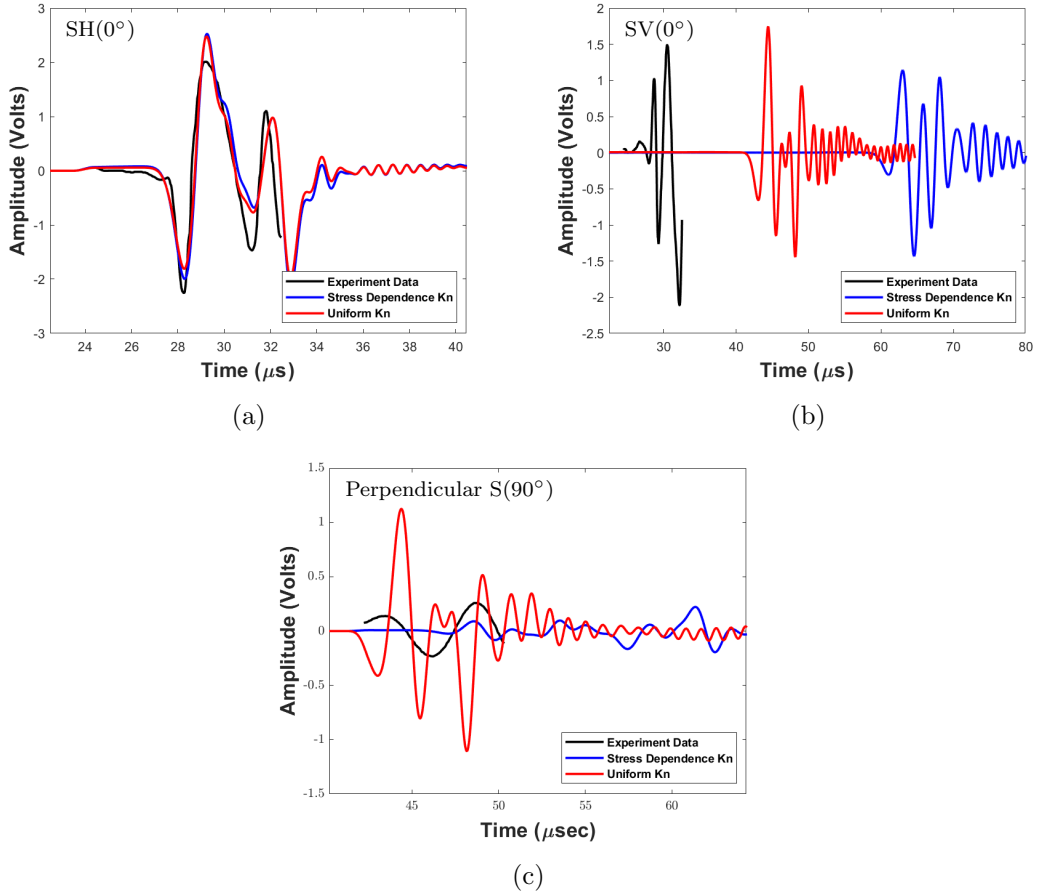 SH(0°)
Amplitude (Volts)
3
2
1
0
-1
-2
-3
24 26 28 30 32 34 36 38 40
Time (μs)
Experiment Data
Stress Dependence Kn
Uniform Kn
(a)
SV(0°)
Amplitude (Volts)
2
1.5
1
0.5
0
-0.5
-1
-1.5
-2
-2.5
30 40 50 60 70 80
Time (μs)
Experiment Data
Stress Dependence Kn
Uniform Kn
(b)
Perpendicular S(90°)
Amplitude (Volts)
1.5
1
0.5
0
-0.5
-1
-1.5
45 50 55 60
Time (μsec)
Experiment Data
Stress Dependence Kn
Uniform Kn
(c)